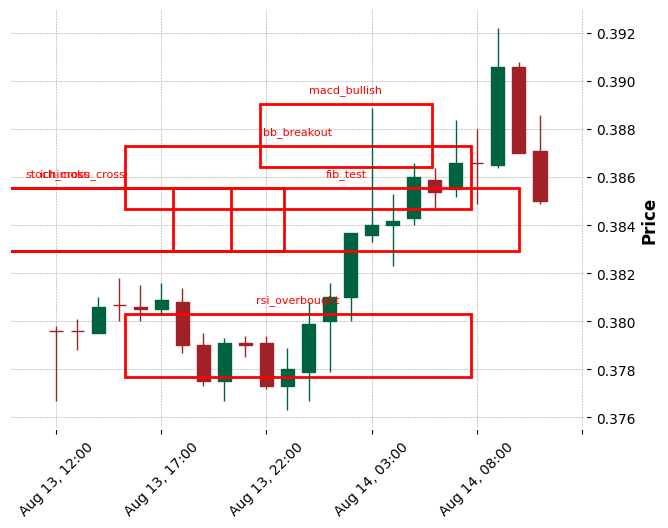 macd_bullish
bb_breakout
fib_test
rsi_overbought
0.392
0.390
0.388
0.386
0.384
0.382
0.380
0.378
0.376
Price
Aug 13, 12:00
Aug 13, 17:00
Aug 13, 22:00
Aug 14, 03:00
Aug 14, 08:00